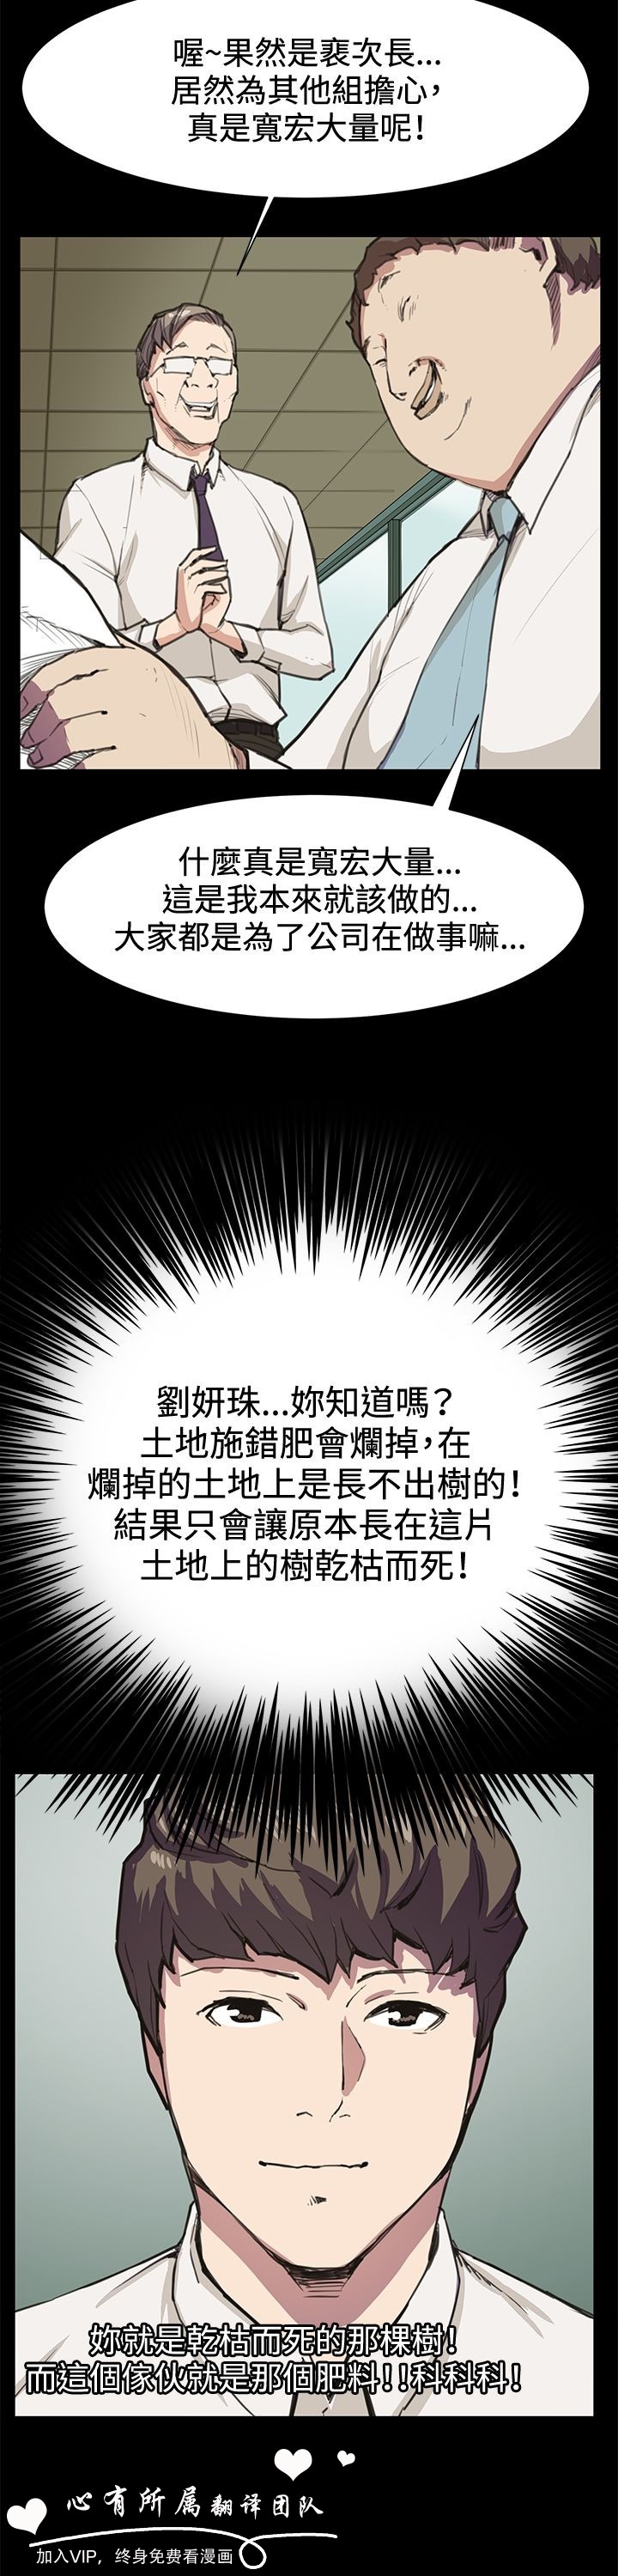 喔~果然是裵次長...
居然為其他組擔心,
真是寬宏大量呢!
什麼真是寬宏大量...
這是我本來就該做的...
大家都是為了公司在做事嘛...
劉妍珠...妳知道嗎?
土地施錯肥會爛掉,在
爛掉的土地上是長不出樹的!
結果只會讓原本長在這片
土地上的樹乾枯而死!
妳就是乾枯而死的那棵樹!
而這個傢伙就是那個肥料!!科科科!
心有所属翻译团队
加入VIP，终身免费看漫画